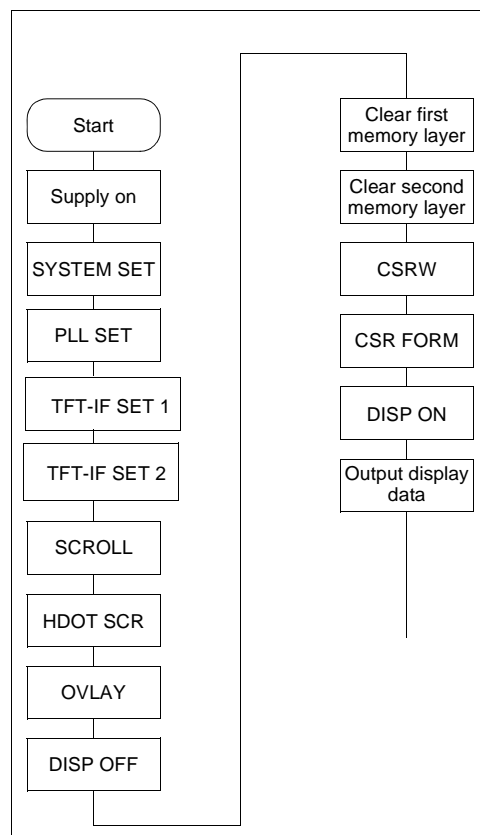 Start
Supply on
SYSTEM SET
PLL SET
TFT-IF SET 1
TFT-IF SET 2
SCROLL
HDOT SCR
OVLAY
DISP OFF
Clear first
memory layer
Clear second
memory layer
CSRW
CSR FORM
DISP ON
Output display
data